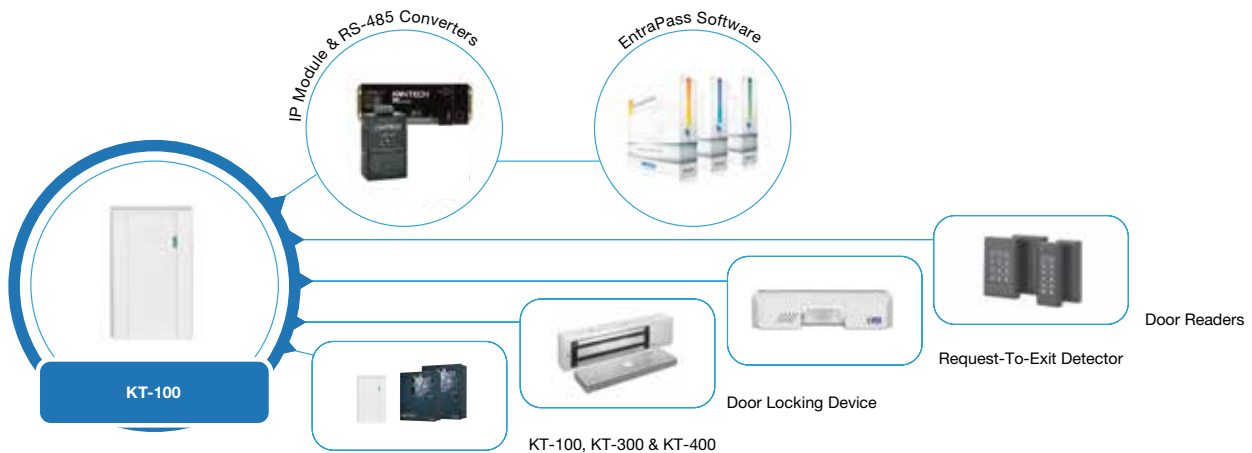 IP Module & RS-485 Converters
EntraPass Software
KANTECH
Door Readers
Request-To-Exit Detector
KT-100
Door Locking Device
KT-100, KT-300 & KT-400